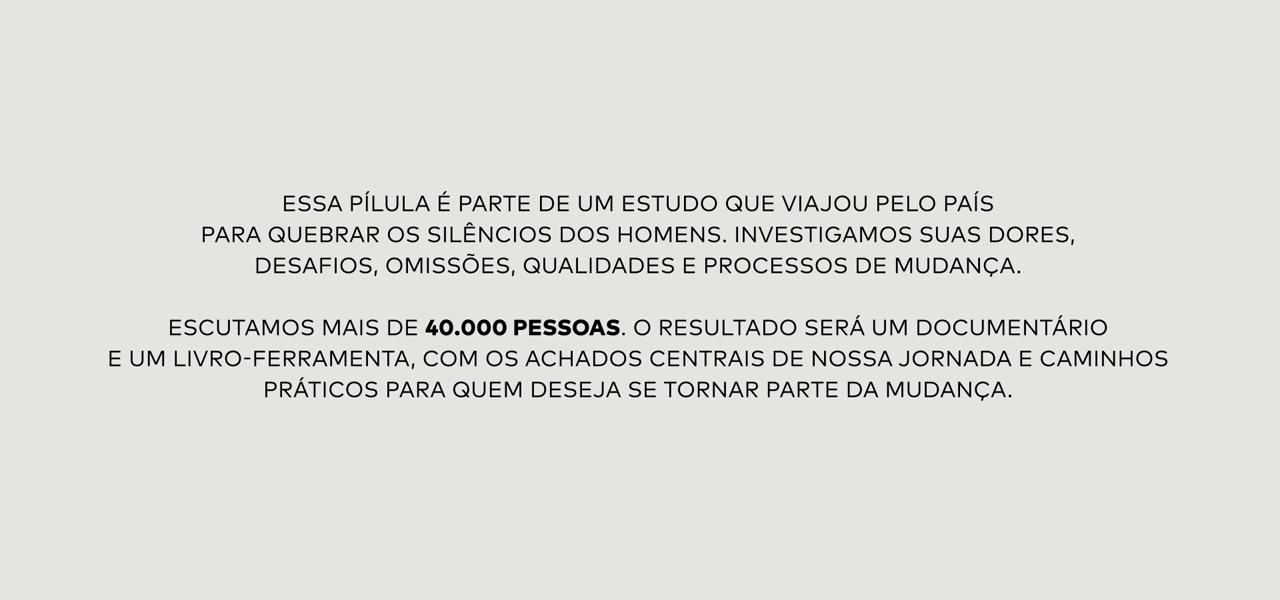 ESSA PÍLULA É PARTE DE UM ESTUDO QUE VIAJOU PELO PAÍS
PARA QUEBRAR OS SILÊNCIOS DOS HOMENS. INVESTIGAMOS SUAS DORES,
DESAFIOS, OMISSÕES, QUALIDADES E PROCESSOS DE MUDANÇA.
ESCUTAMOS MAIS DE 40.000 PESSOAS. O RESULTADO SERÁ UM DOCUMENTÁRIO
E UM LIVRO-FERRAMENTA, COM OS ACHADOS CENTRAIS DE NOSSA JORNADA E CAMINHOS
PRÁTICOS PARA QUEM DESEJA SE TORNAR PARTE DA MUDANÇA.